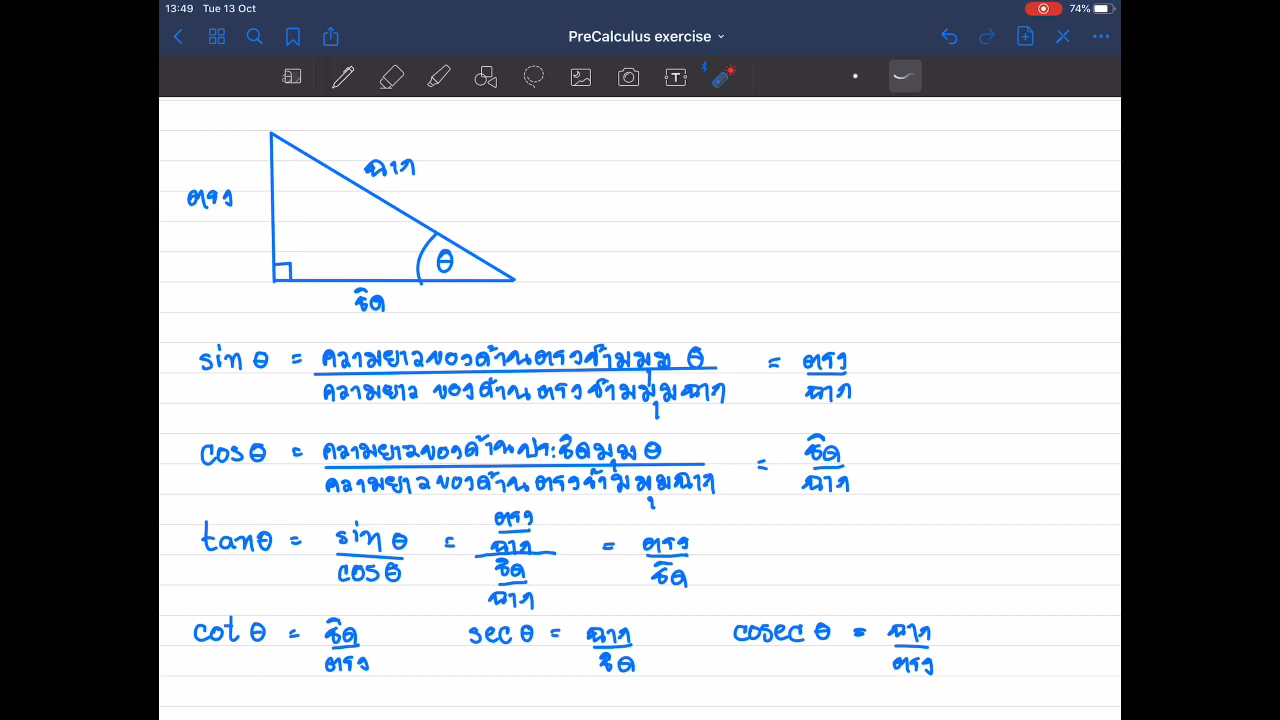 13:49 Tue 13 Oct 74%
PreCalculus exercise
T
ฉาก
ตรง
θ
ชิด
sin θ = ความยาวของด้านตรงข้ามมุม θ / ความยาว ของ ด้าน ตรงข้ามมุมฉาก = ตรง / ฉาก
cos θ = ความยาวของด้านประชิดมุม θ / ความยาว ของด้าน ตรงข้ามมุมฉาก = ชิด / ฉาก
tan θ = sin θ / cos θ = ตรง / ฉาก / ชิด / ฉาก = ตรง / ชิด
cot θ = ชิด / ตรง sec θ = ฉาก / ชิด cosec θ = ฉาก / ตรง